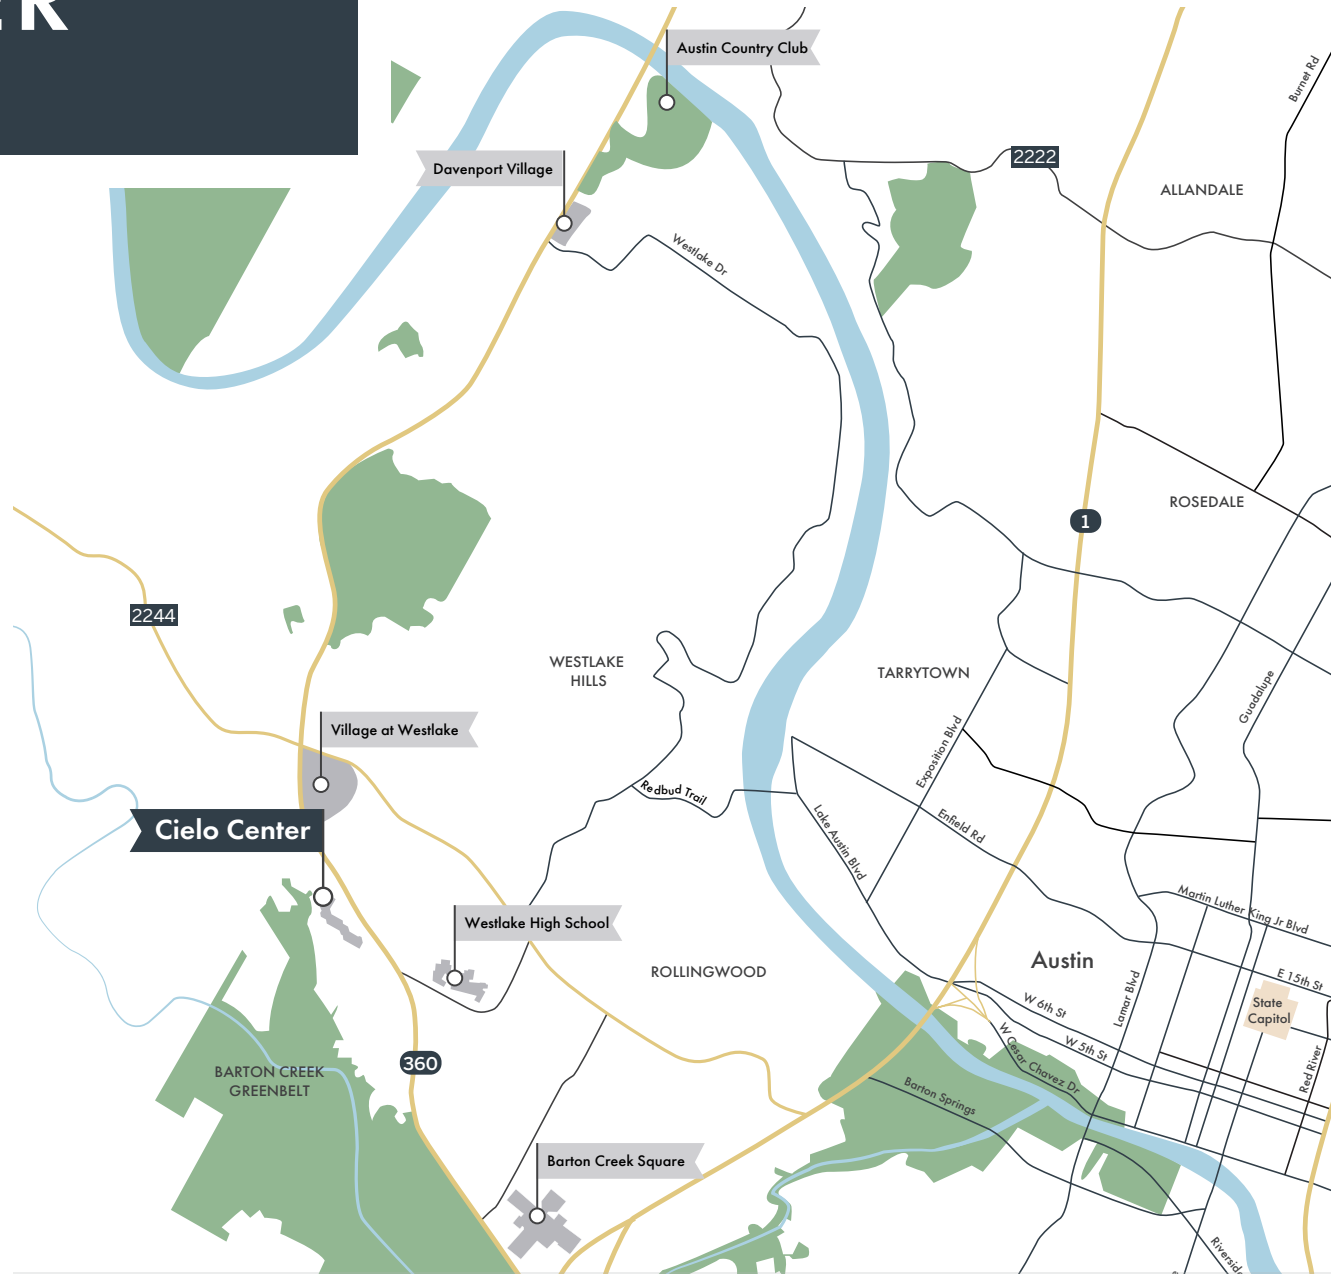 ER
Austin Country Club
Burnet Rd
2222
Davenport Village
ALLANDALE
Westlake Dr
ROSEDALE
1
2244
WESTLAKE
HILLS
TARRYTOWN
Guadalupe
Village at Westlake
Exposition Blvd
Redbud Trail
Cielo Center
Lake Austin Blvd
Enfield Rd
Martin Luther King Jr Blvd
Westlake High School
Austin
ROLLINGWOOD
E 15th St
Lamar Blvd
State
Capitol
W 6th St
W 5th St
W Cesar Chavez Dr
Red River
360
BARTON CREEK
GREENBELT
Barton Springs
Barton Creek Square
Riverside